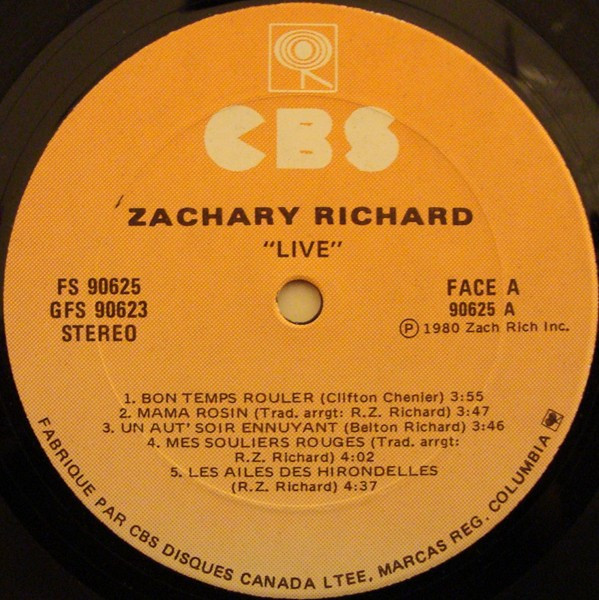 CBS
ZACHARY RICHARD
"LIVE"
FS 90625
GFS 90623
STEREO
FACE A
90625 A
Ⓟ 1980 Zach Rich Inc.
1. BON TEMPS ROULER (Clifton Chenier) 3:55
2. MAMA ROSIN (Trad. arrgt: R.Z. Richard) 3:47
3. UN AUT' SOIR ENNUYANT (Belton Richard) 3:46
4. MES SOULIERS ROUGES (Trad. arrgt:
R.Z. Richard) 4:02
5. LES AILES DES HIRONDELLES
(R.Z. Richard) 4:37
FABRIQUE PAR CBS DISQUES CANADA LTEE. MARCAS REG. COLUMBIA